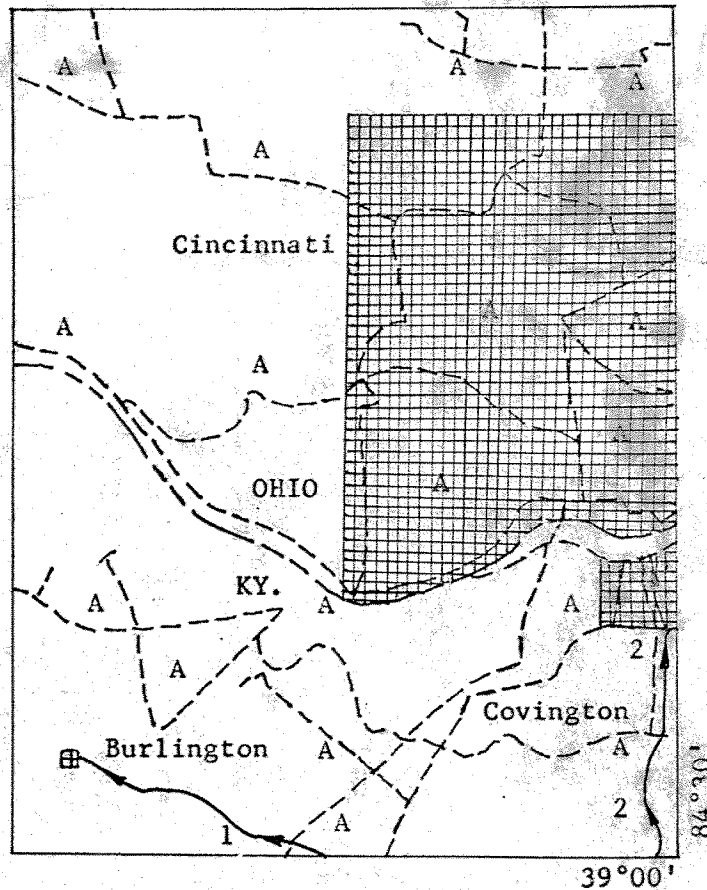 A A A
A
Cincinnati
A A
A A
A
A
OHIO
KY.
A
A A
A
2
Covington
Burlington
A A
2
1 A
84°30'
39°00'